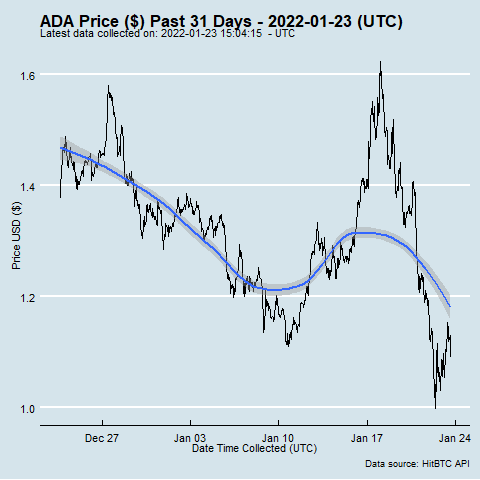 ADA Price ($) Past 31 Days - 2022-01-23 (UTC)
Latest data collected on: 2022-01-23 15:04:15  - UTC
1.6
1.4
1.2
1.0
Price USD ($)
Dec 27
Jan 03
Jan 10
Jan 17
Jan 24
Date Time Collected (UTC)
Data source: HitBTC API